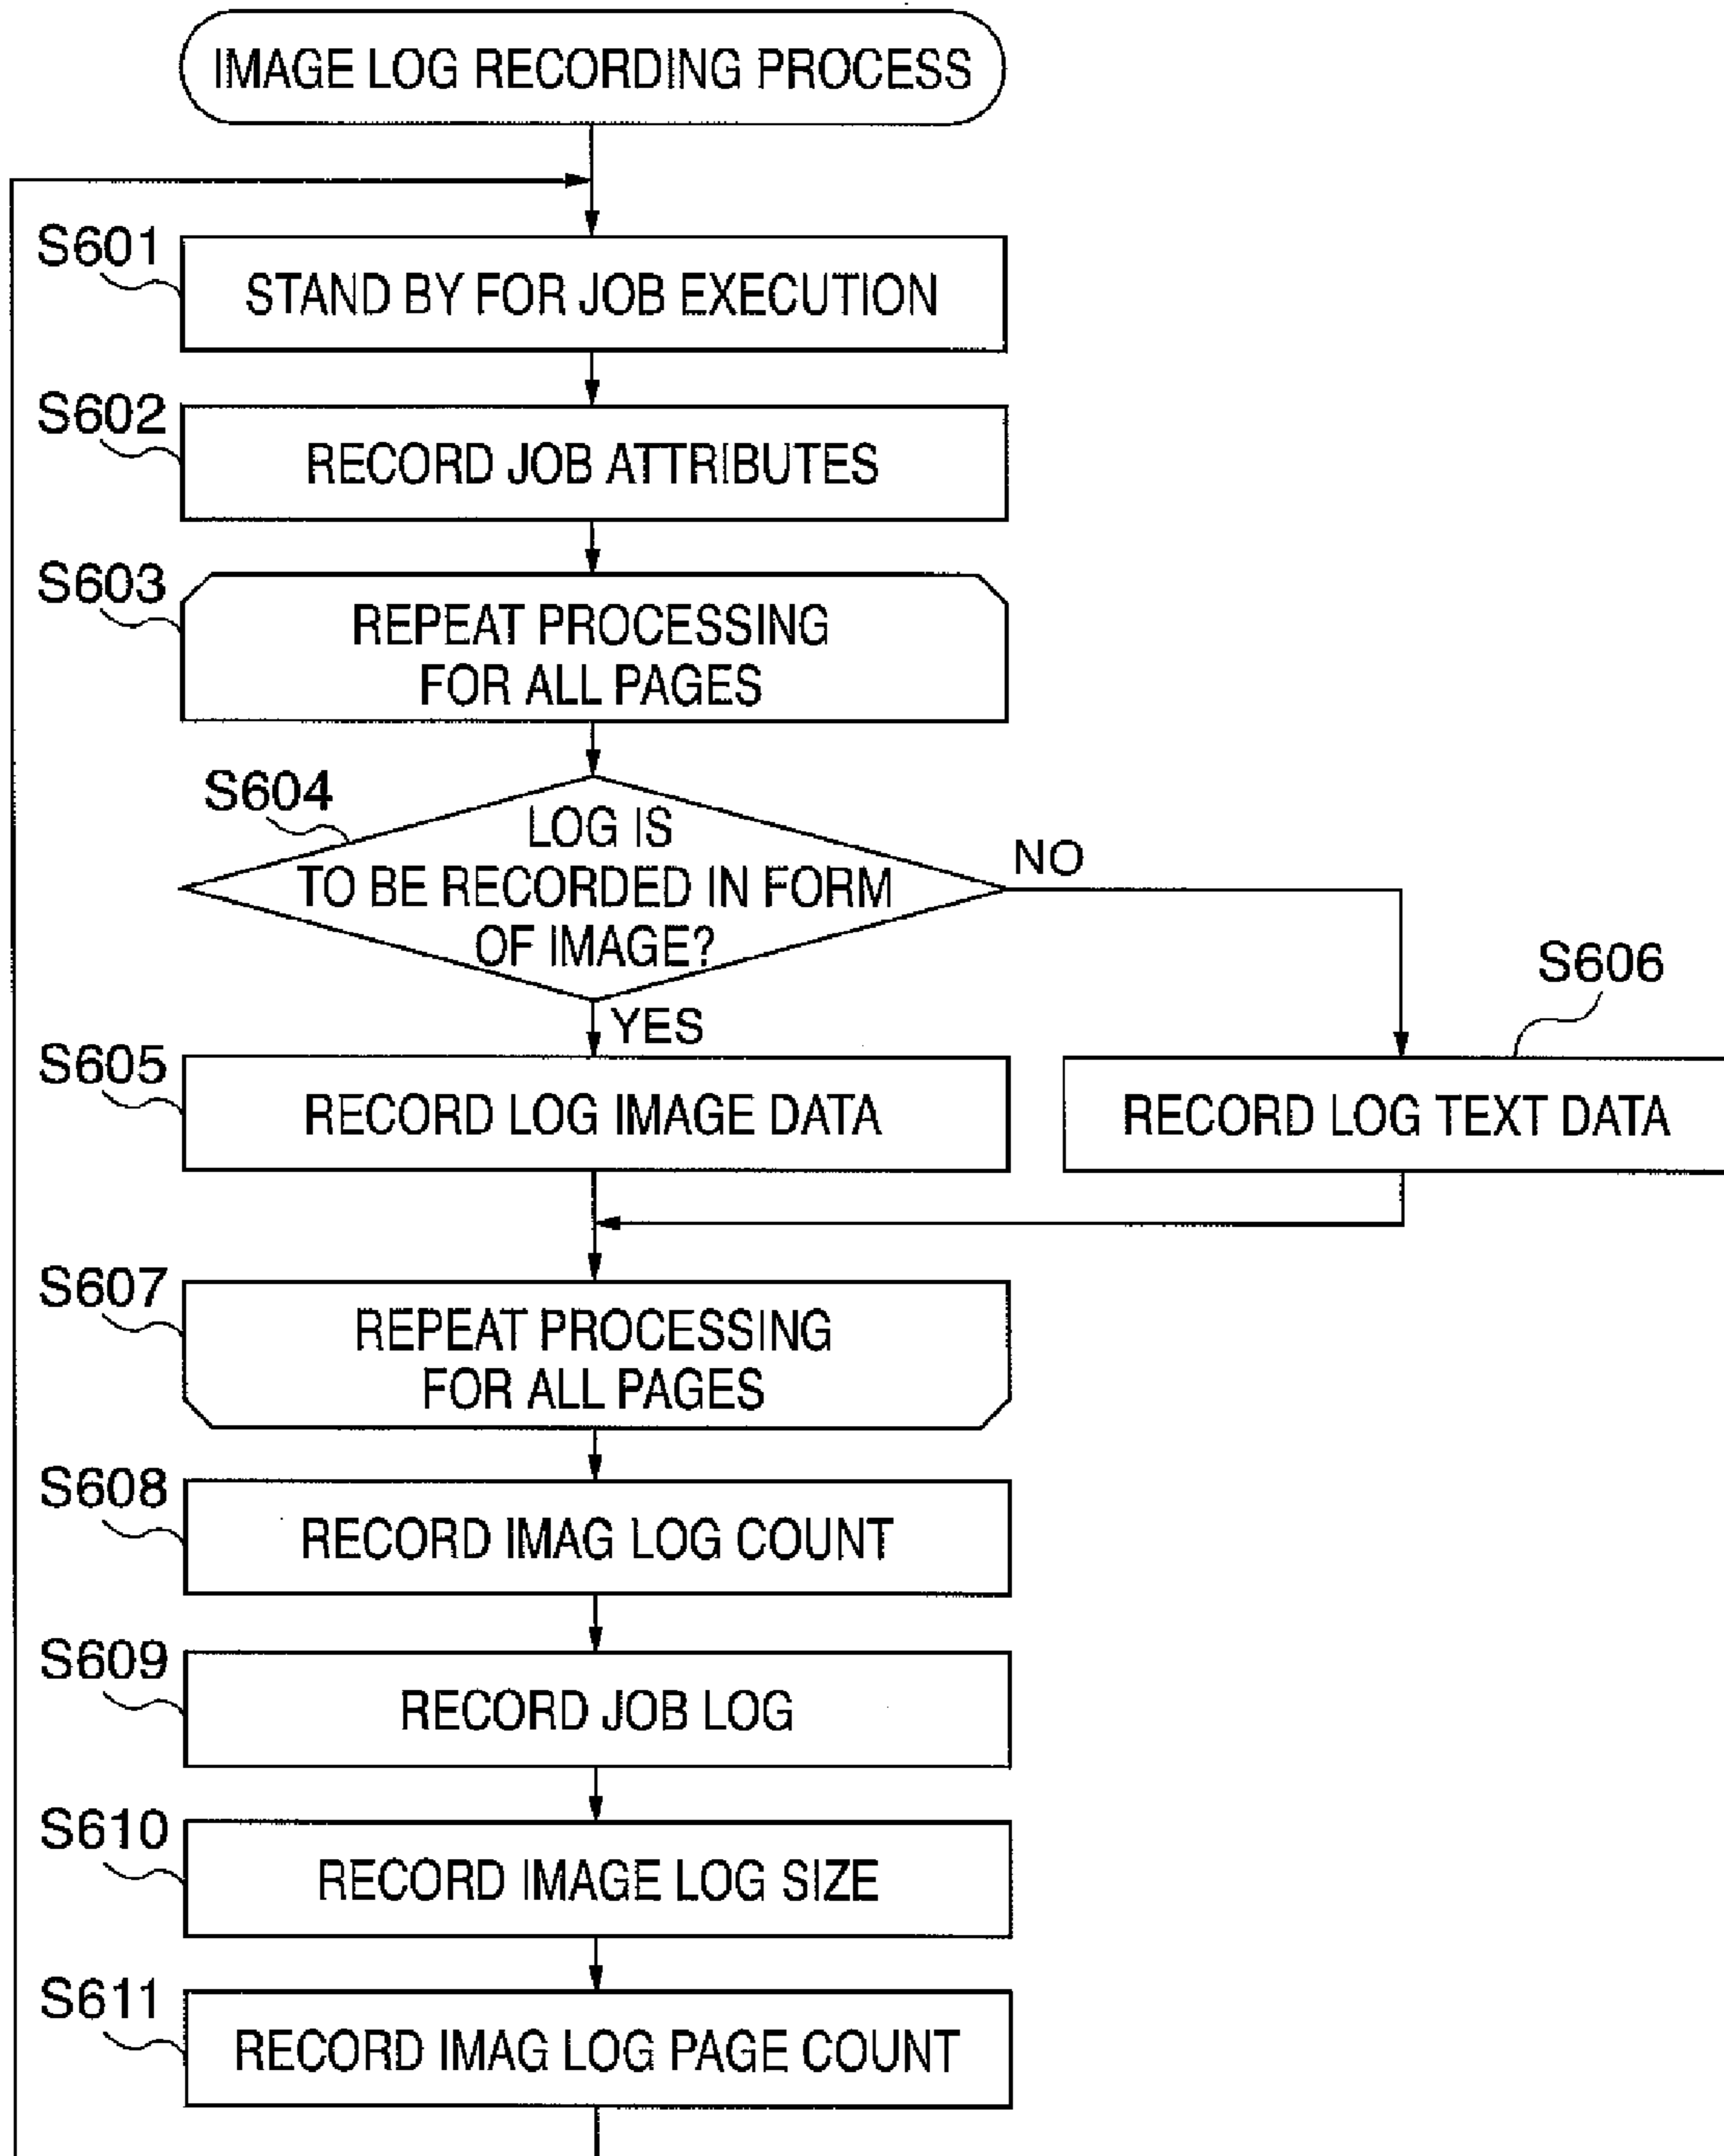 IMAGE LOG RECORDING PROCESS
S601
STAND BY FOR JOB EXECUTION
S602
RECORD JOB ATTRIBUTES
S603
REPEAT PROCESSING
FOR ALL PAGES
S604
LOG IS
TO BE RECORDED IN FORM
OF IMAGE?
NO
YES
S605
RECORD LOG IMAGE DATA
S606
RECORD LOG TEXT DATA
S607
REPEAT PROCESSING
FOR ALL PAGES
S608
RECORD IMAG LOG COUNT
S609
RECORD JOB LOG
S610
RECORD IMAGE LOG SIZE
S611
RECORD IMAG LOG PAGE COUNT